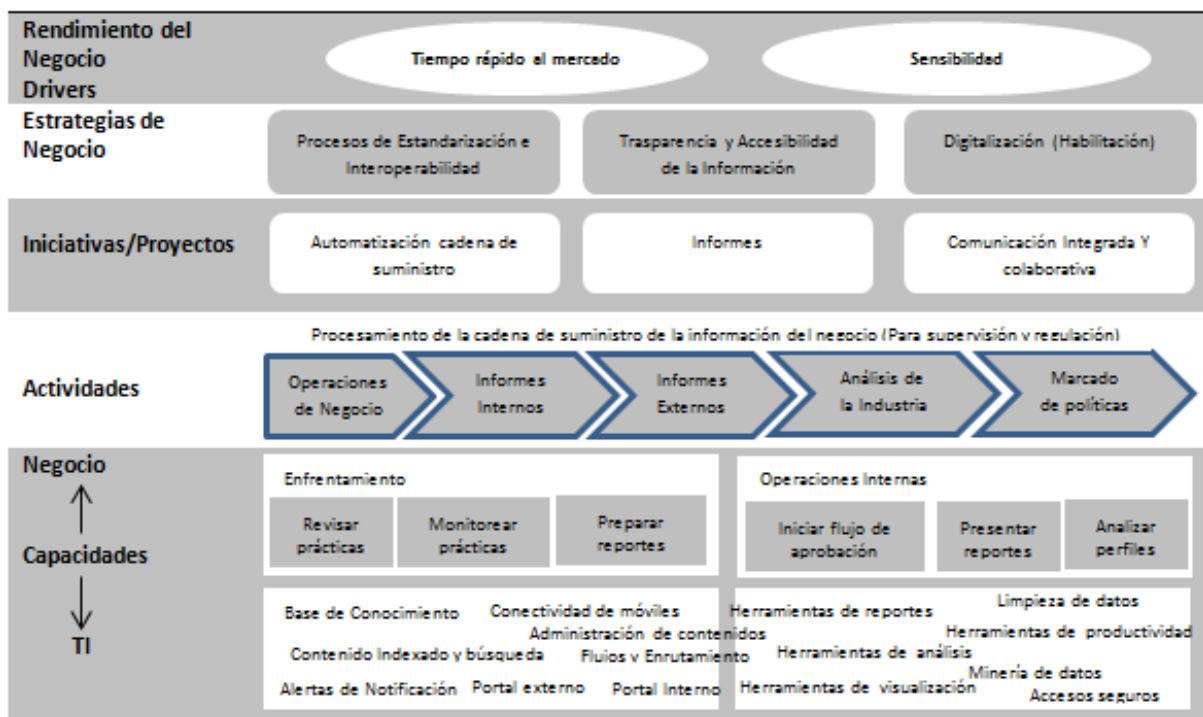 Rendimiento del
Negocio
Drivers
Tiempo rápido al mercado
Sensibilidad
Estrategias de
Negocio
Procesos de Estandarización e
Interoperabilidad
Trasparencia y Accesibilidad
de la Información
Digitalización (Habilitación)
Iniciativas/Proyectos
Automatización cadena de
suministro
Informes
Comunicación Integrada Y
colaborativa
Procesamiento de la cadena de suministro de la información del negocio (Para supervisión y regulación)
Actividades
Operaciones
de Negocio
Informes
Internos
Informes
Externos
Análisis de
la Industria
Marcado
de políticas
Negocio
Capacidades
TI
Enfrentamiento
Revisar
prácticas
Monitorear
prácticas
Preparar
reportes
Operaciones Internas
Iniciar flujo de
aprobación
Presentar
reportes
Analizar
perfiles
Base de Conocimiento
Conectividad de móviles
Administración de contenidos
Contenido Indexado y búsqueda
Flujos y Enrutamiento
Alertas de Notificación
Portal externo
Portal Interno
Herramientas de reportes
Limpieza de datos
Herramientas de productividad
Herramientas de análisis
Minería de datos
Herramientas de visualización
Accesos seguros